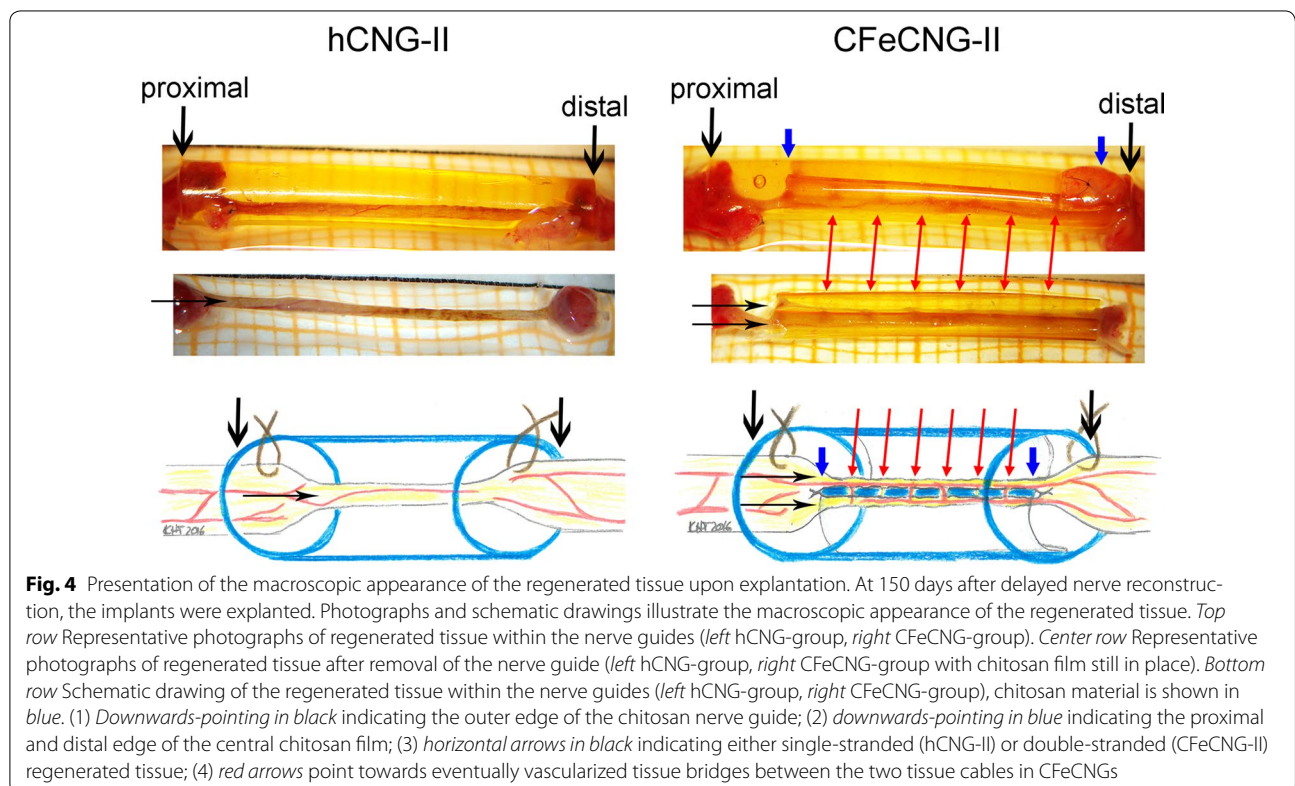 hCNG-II
CFeCNG-II
proximal
distal
proximal
distal
KHT 2016
KHT 2016
Fig. 4 Presentation of the macroscopic appearance of the regenerated tissue upon explantation. At 150 days after delayed nerve reconstruc-
tion, the implants were explanted. Photographs and schematic drawings illustrate the macroscopic appearance of the regenerated tissue. Top
row Representative photographs of regenerated tissue within the nerve guides (left hCNG-group, right CFeCNG-group). Center row Representative
photographs of regenerated tissue after removal of the nerve guide (left hCNG-group, right CFeCNG-group with chitosan film still in place). Bottom
row Schematic drawing of the regenerated tissue within the nerve guides (left hCNG-group, right CFeCNG-group), chitosan material is shown in
blue. (1) Downwards-pointing in black indicating the outer edge of the chitosan nerve guide; (2) downwards-pointing in blue indicating the proximal
and distal edge of the central chitosan film; (3) horizontal arrows in black indicating either single-stranded (hCNG-II) or double-stranded (CFeCNG-II)
regenerated tissue; (4) red arrows point towards eventually vascularized tissue bridges between the two tissue cables in CFeCNGs